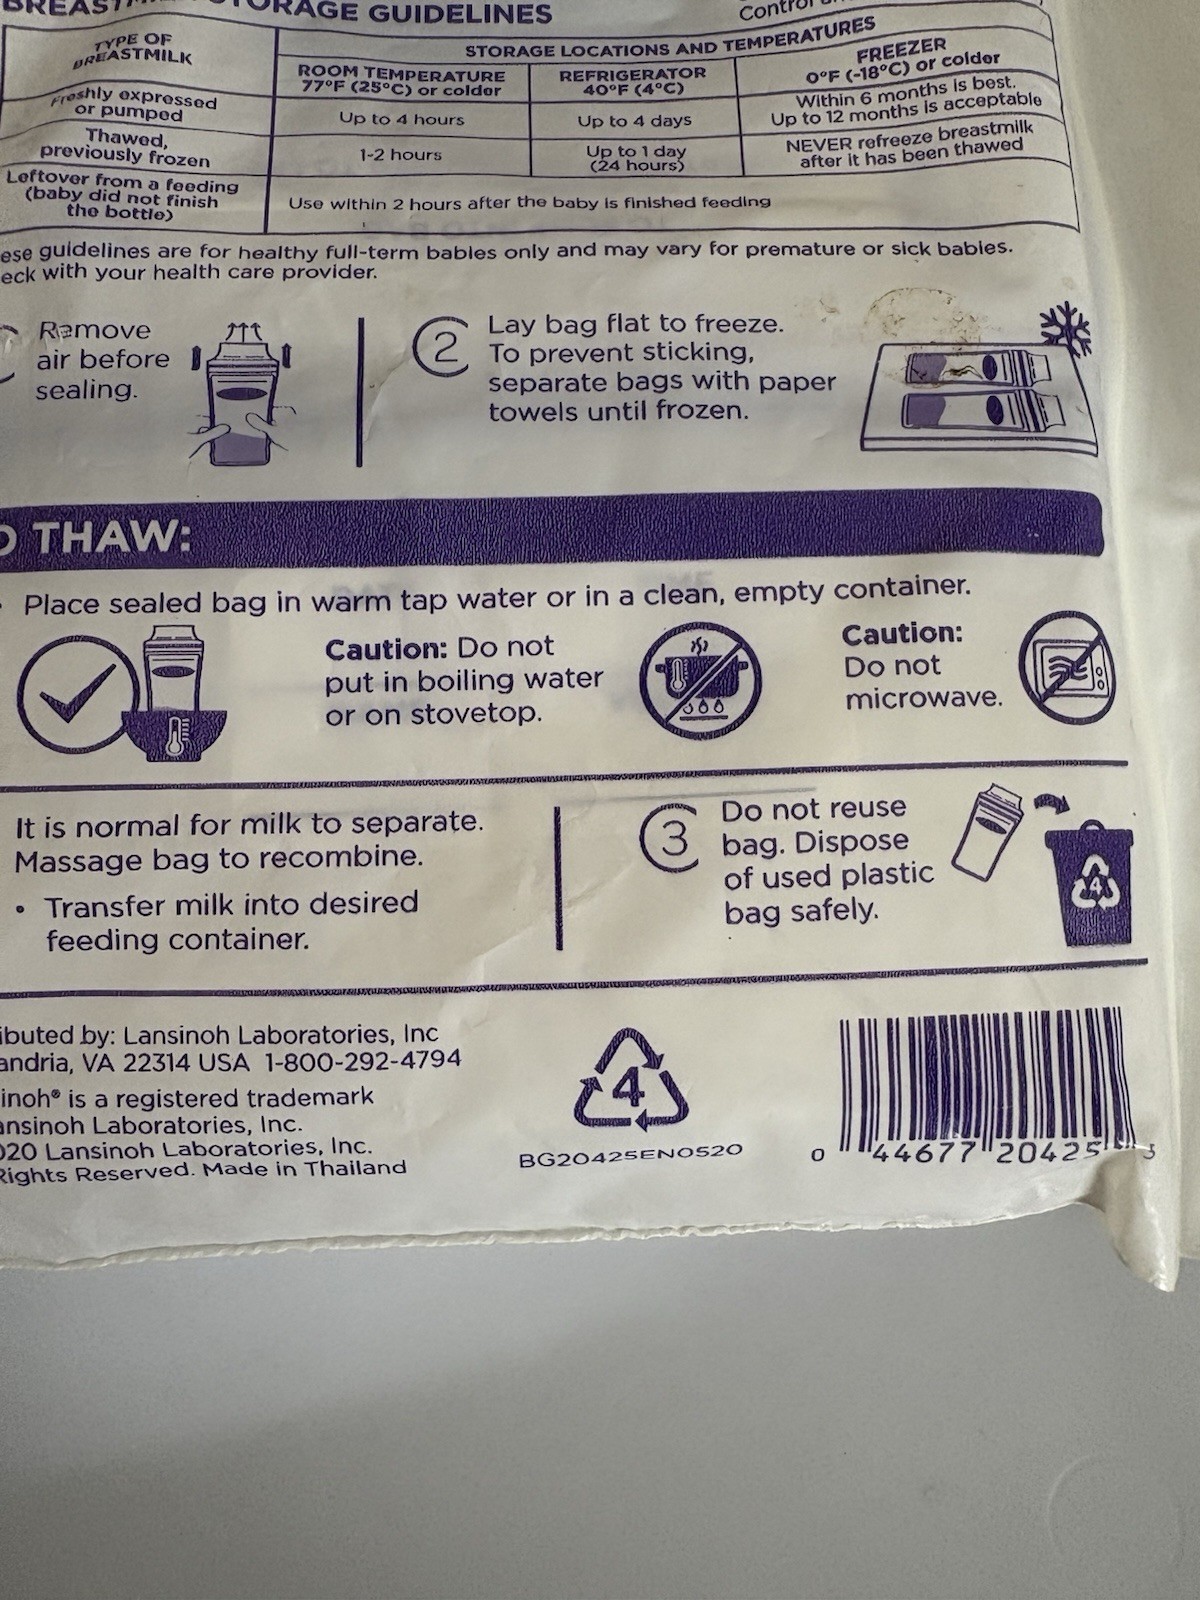 STORAGE GUIDELINES
TYPE OF
BREASTMILK
STORAGE LOCATIONS AND TEMPERATURES
ROOM TEMPERATURE
77°F (25°C) or colder
REFRIGERATOR
40°F (4°C)
FREEZER
0°F (-18°C) or colder
Freshly expressed
or pumped
Up to 4 hours
Up to 4 days
Within 6 months is best.
Up to 12 months is acceptable
Thawed,
previously frozen
1-2 hours
Up to 1 day
(24 hours)
NEVER refreeze breastmilk
after it has been thawed
Leftover from a feeding
(baby did not finish
the bottle)
Use within 2 hours after the baby is finished feeding
ese guidelines are for healthy full-term babies only and may vary for premature or sick babies.
eck with your health care provider.
Remove
air before
sealing.
2
Lay bag flat to freeze.
To prevent sticking,
separate bags with paper
towels until frozen.
O THAW:
Place sealed bag in warm tap water or in a clean, empty container.
Caution: Do not
put in boiling water
or on stovetop.
Caution:
Do not
microwave.
It is normal for milk to separate.
Massage bag to recombine.
• Transfer milk into desired
feeding container.
3
Do not reuse
bag. Dispose
of used plastic
bag safely.
4
ibuted by: Lansinoh Laboratories, Inc
andria, VA 22314 USA 1-800-292-4794
inoh® is a registered trademark
ansinoh Laboratories, Inc.
020 Lansinoh Laboratories, Inc.
Rights Reserved. Made in Thailand
4
BG20425EN0520
0 44677 20425 3